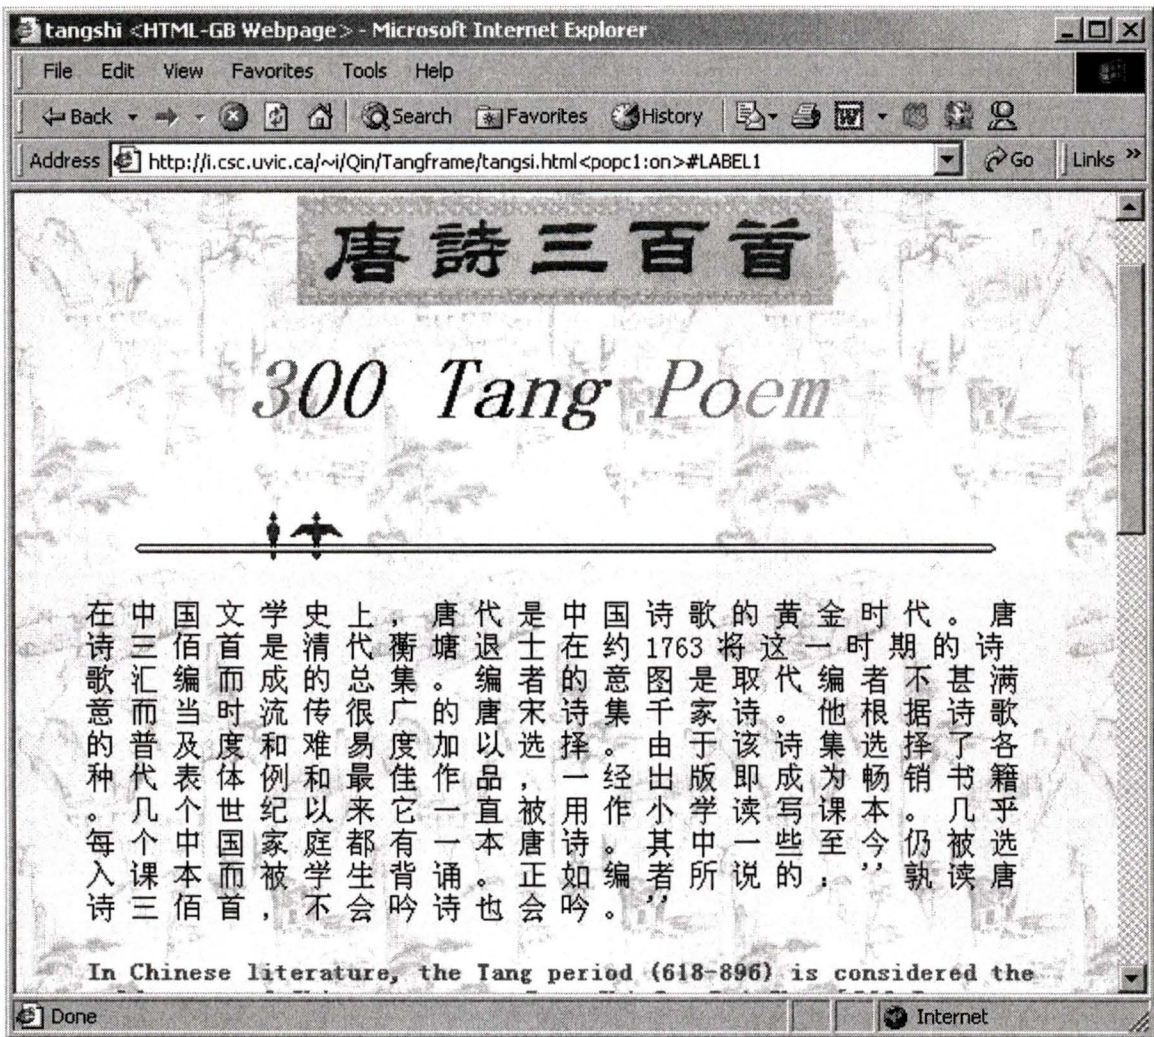 tangshi <HTML-GB Webpage> - Microsoft Internet Explorer
File Edit View Favorites Tools Help
Back Search Favorites History
Address http://i.csc.uvic.ca/~i/Qin/Tangframe/tangsi.html<popc1:on>#LABEL1 Go Links »
唐詩三百首
300 Tang Poem
在中国文学史上，唐代是中国诗歌的黄金时代。唐
诗三佰首是清代蘅塘退士在约1763将这一时期的诗
歌汇编而成的总集。编者的意图是取代编者不甚满
意而当时流传很广的唐宋诗集千家诗。他根据诗歌
的普及度和难易度加以选择。由于该诗集选择了各
种代表体例和最佳作品，一经出版即成为畅销书籍
。几个世纪以来它一直被用作小学读写课本。几乎
每个中国家庭都有一本唐诗。其中一些至今仍被选
入课本而被学生背诵。正如编者所说的：''孰读唐
诗三佰首，不会吟诗也会吟。''
In Chinese literature, the Tang period (618-896) is considered the
Done Internet